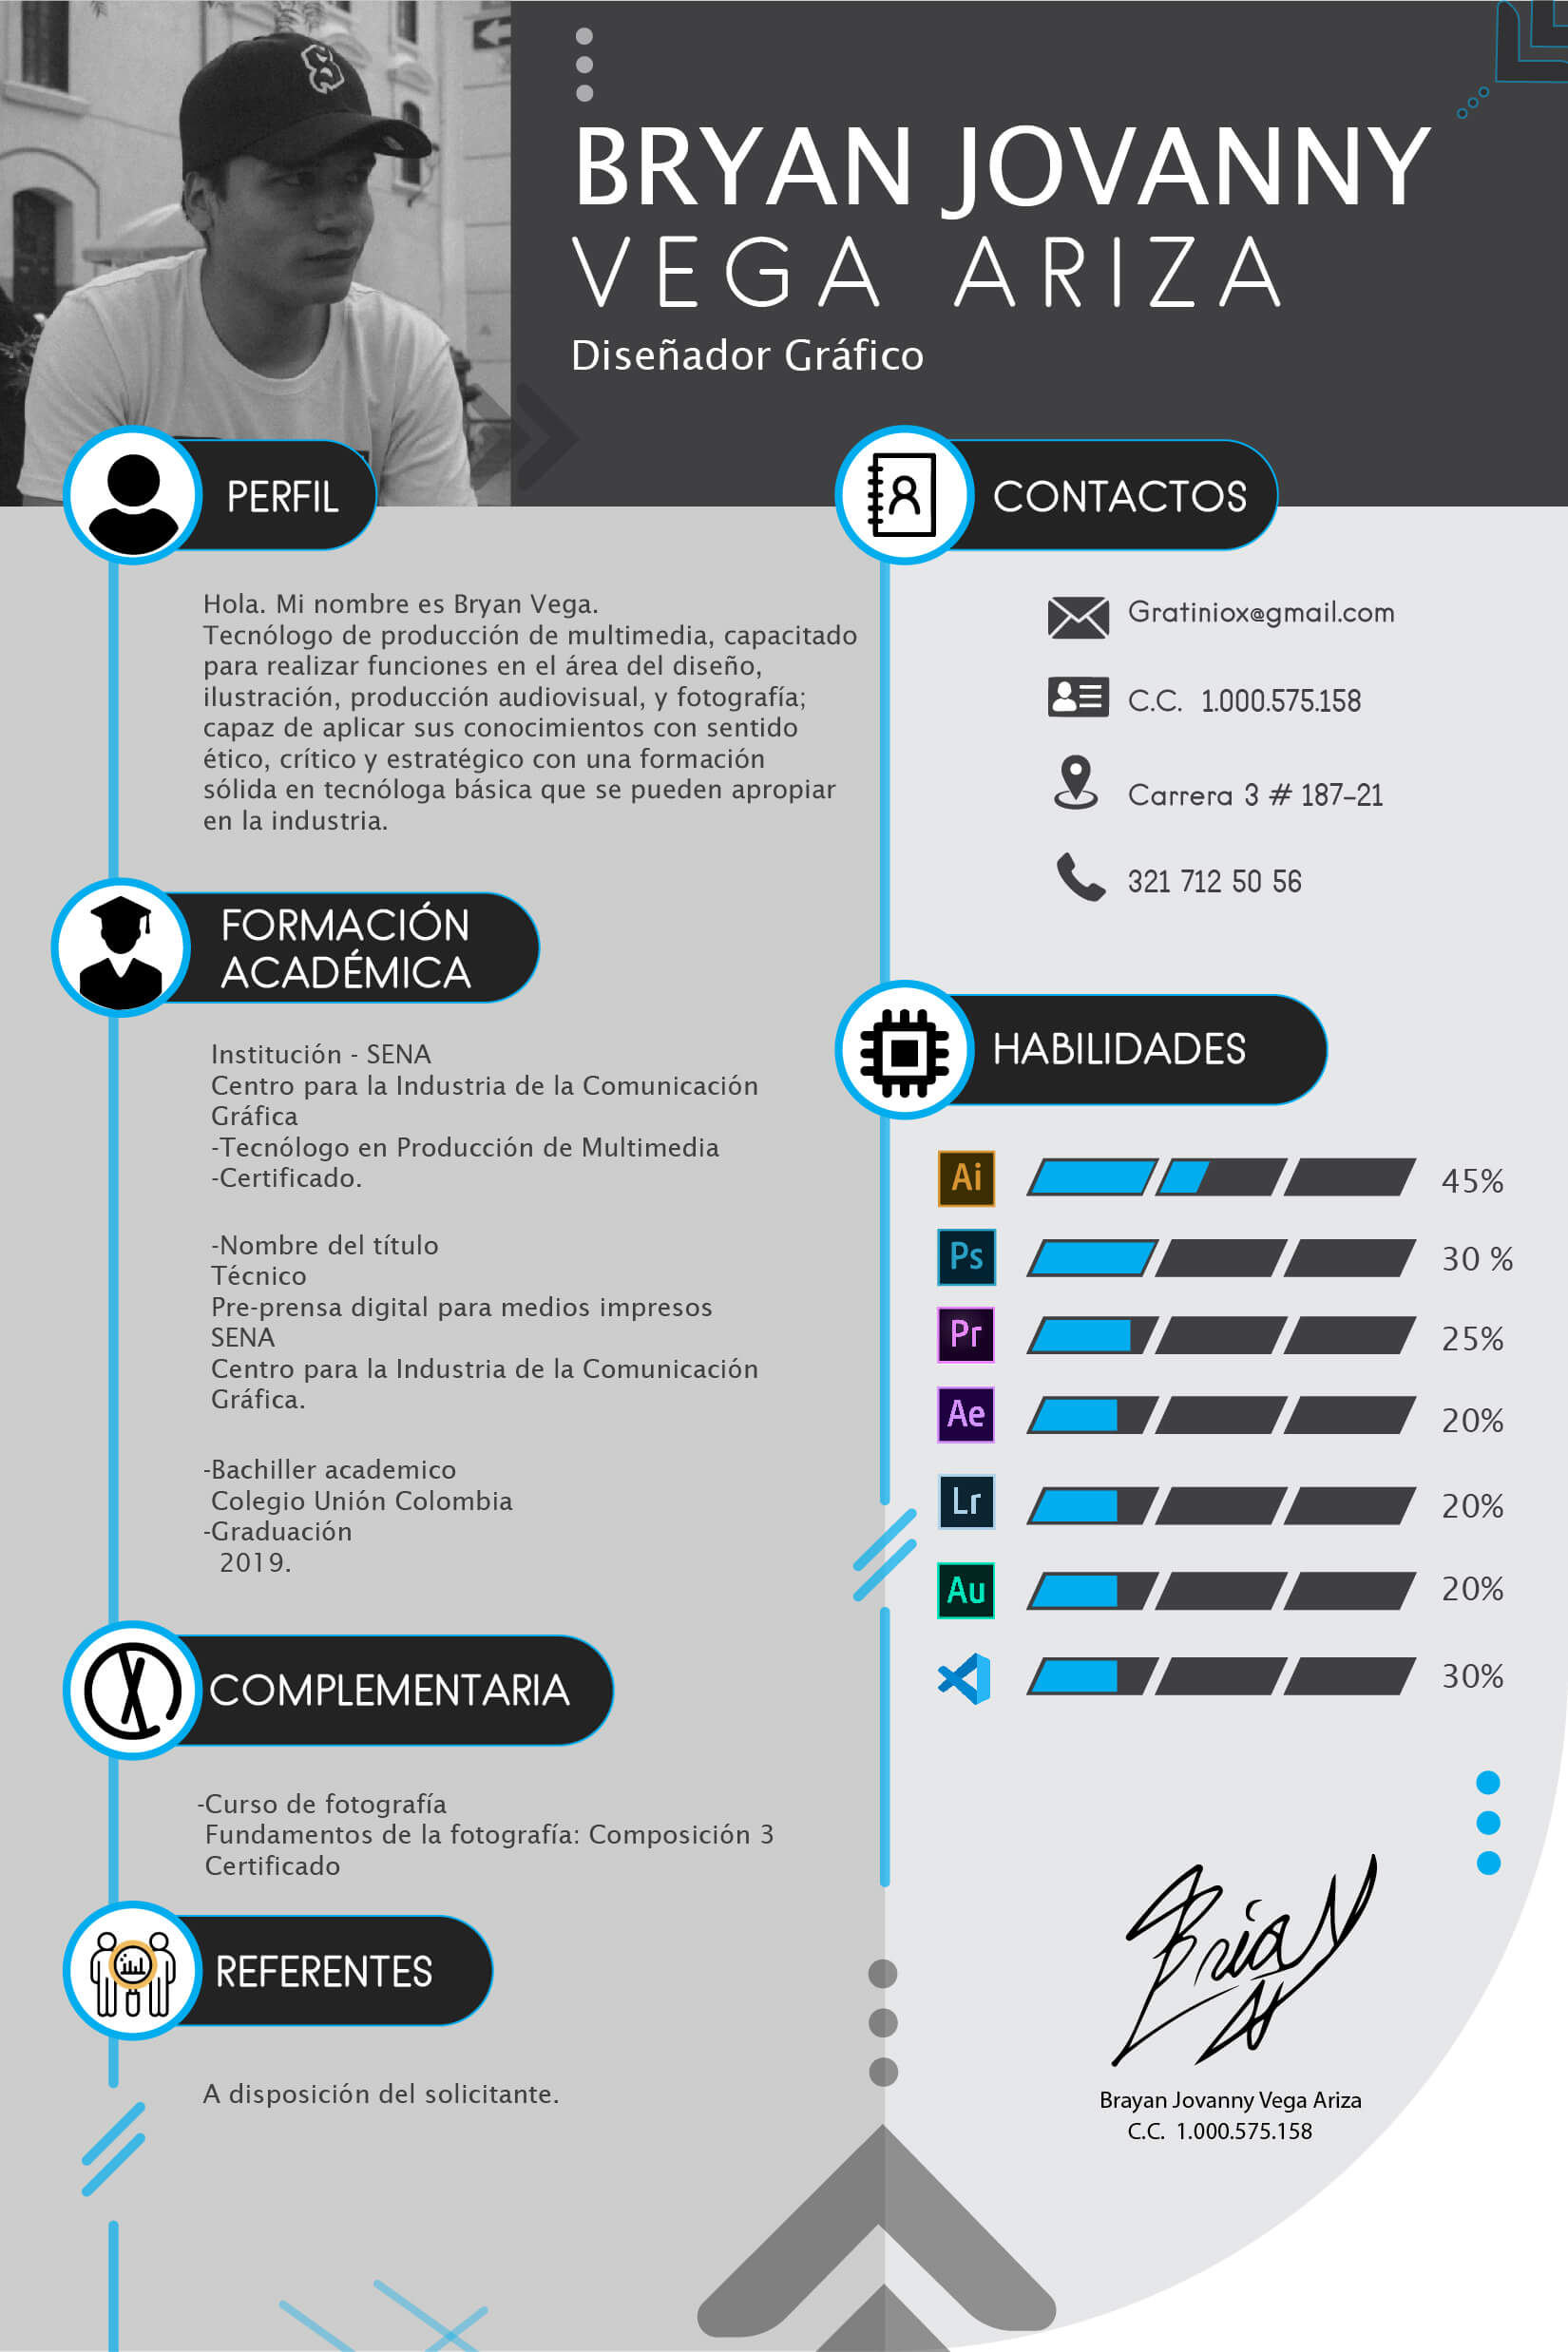 BRYAN JOVANNY
VEGA ARIZA
Diseñador Gráfico
PERFIL
Hola. Mi nombre es Bryan Vega.
Tecnólogo de producción de multimedia, capacitado
para realizar funciones en el área del diseño,
ilustración, producción audiovisual, y fotografía;
capaz de aplicar sus conocimientos con sentido
ético, crítico y estratégico con una formación
sólida en tecnóloga básica que se pueden apropiar
en la industria.
FORMACIÓN
ACADÉMICA
Institución - SENA
Centro para la Industria de la Comunicación
Gráfica
-Tecnólogo en Producción de Multimedia
-Certificado.
-Nombre del título
Técnico
Pre-prensa digital para medios impresos
SENA
Centro para la Industria de la Comunicación
Gráfica.
-Bachiller academico
Colegio Unión Colombia
-Graduación
2019.
COMPLEMENTARIA
-Curso de fotografía
Fundamentos de la fotografía: Composición 3
Certificado
REFERENTES
A disposición del solicitante.
CONTACTOS
Gratiniox@gmail.com
C.C. 1.000.575.158
Carrera 3 # 187-21
321 712 50 56
HABILIDADES
Ai 45%
Ps 30 %
Pr 25%
Ae 20%
Lr 20%
Au 20%
30%
Brayan Jovanny Vega Ariza
C.C. 1.000.575.158